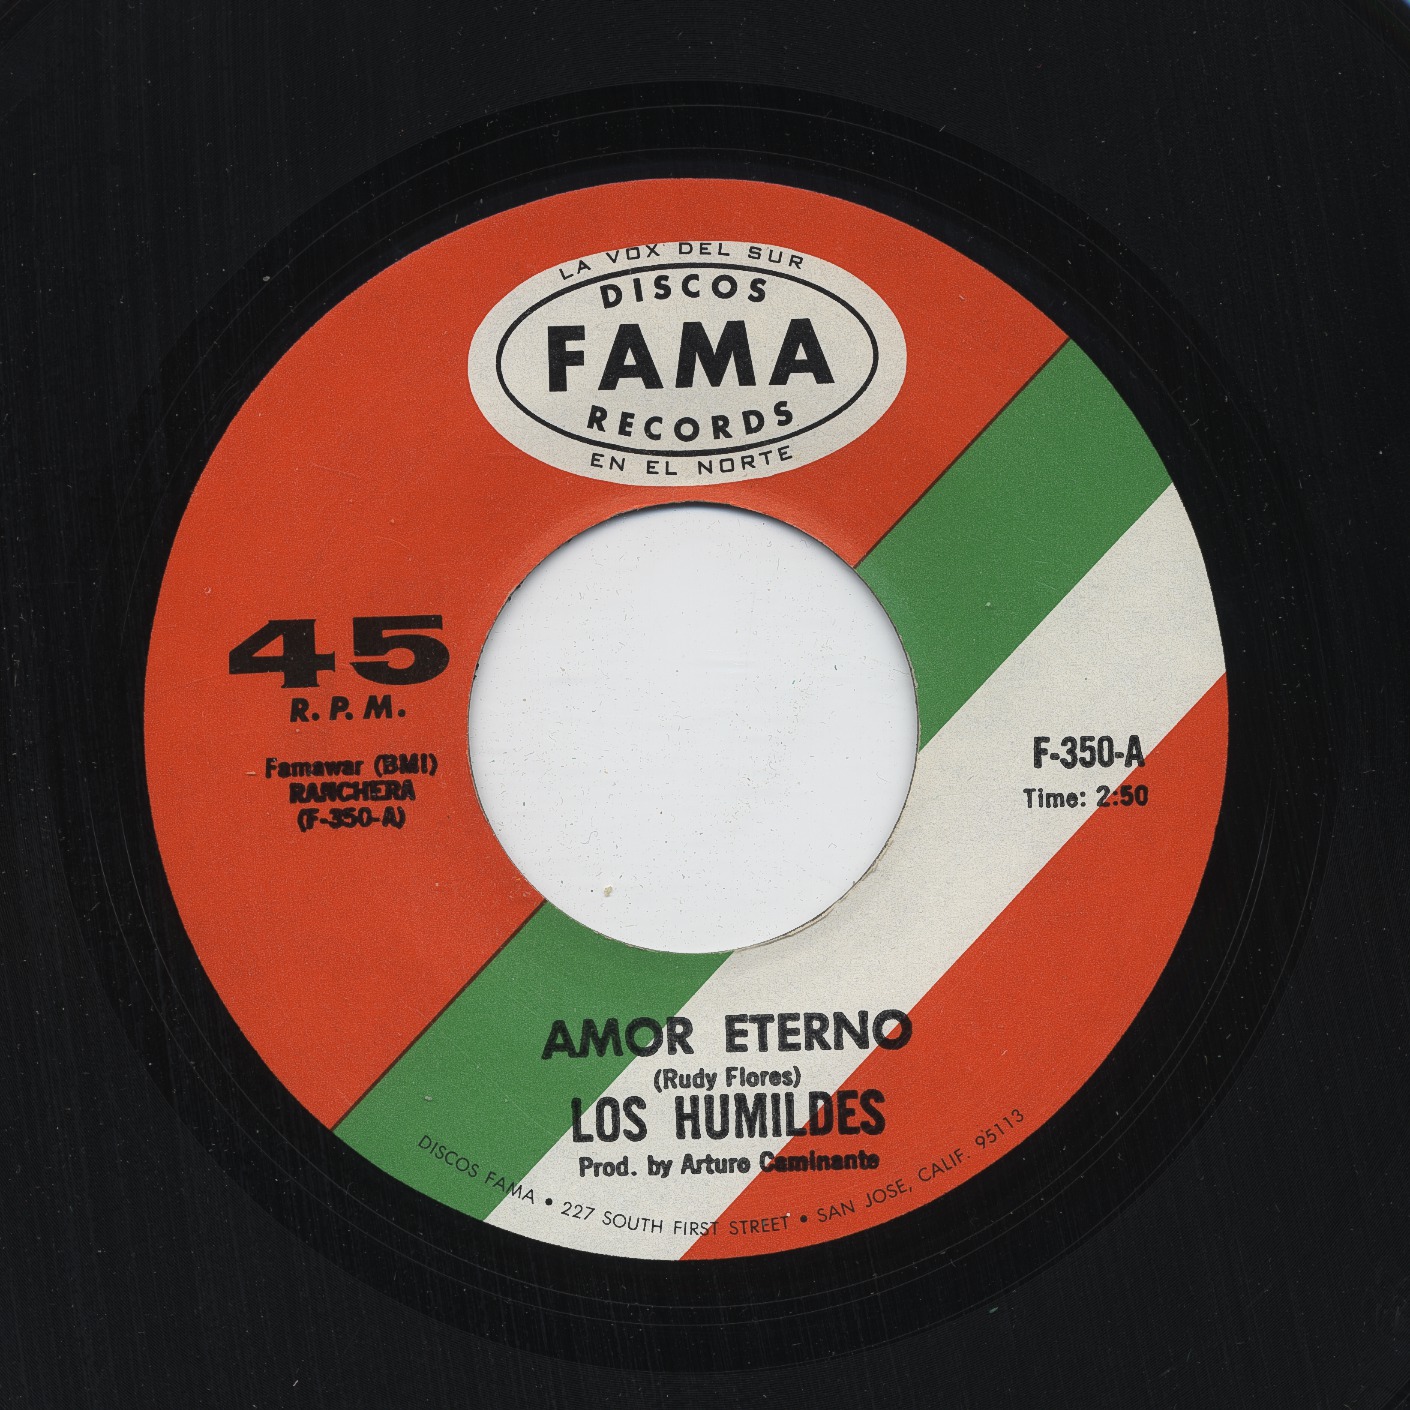 LA VOX DEL SUR
DISCOS
FAMA
RECORDS
EN EL NORTE
45
R. P. M.
Famawar (BMI)
RANCHERA
(F-350-A)
F-350-A
Time: 2:50
AMOR ETERNO
(Rudy Flores)
LOS HUMILDES
Prod. by Arturo Caminante
DISCOS FAMA • 227 SOUTH FIRST STREET • SAN JOSE, CALIF. 95113